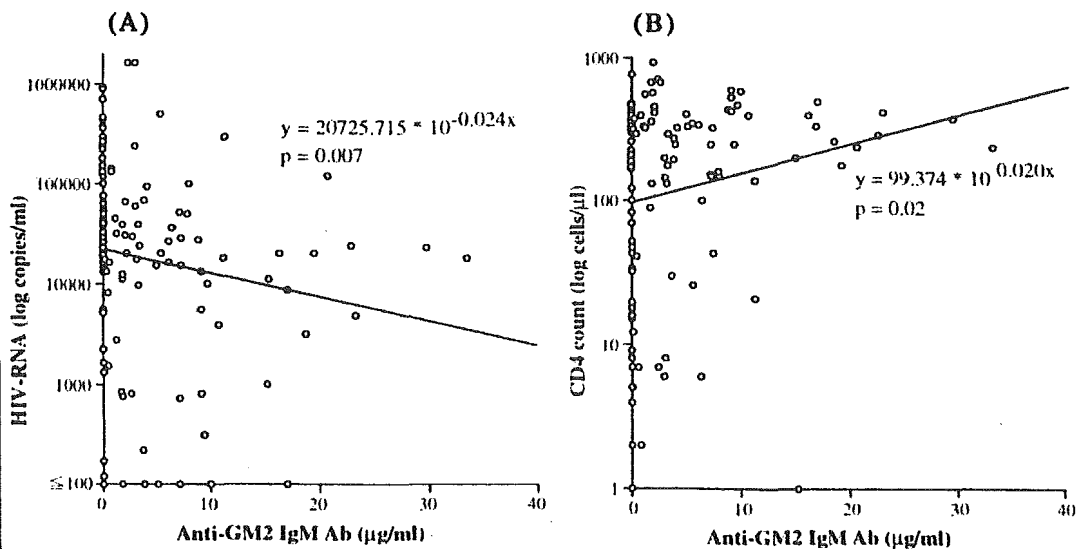 (A)
HIV-RNA (log copies/ml)
1000000
100000
10000
1000
≦100
y = 20725.715 * 10^-0.024x
p = 0.007
0
10
20
30
40
Anti-GM2 IgM Ab (μg/ml)
(B)
CD4 count (log cells/μl)
1000
100
10
1
y = 99.374 * 10^0.020x
p = 0.02
0
10
20
30
40
Anti-GM2 IgM Ab (μg/ml)